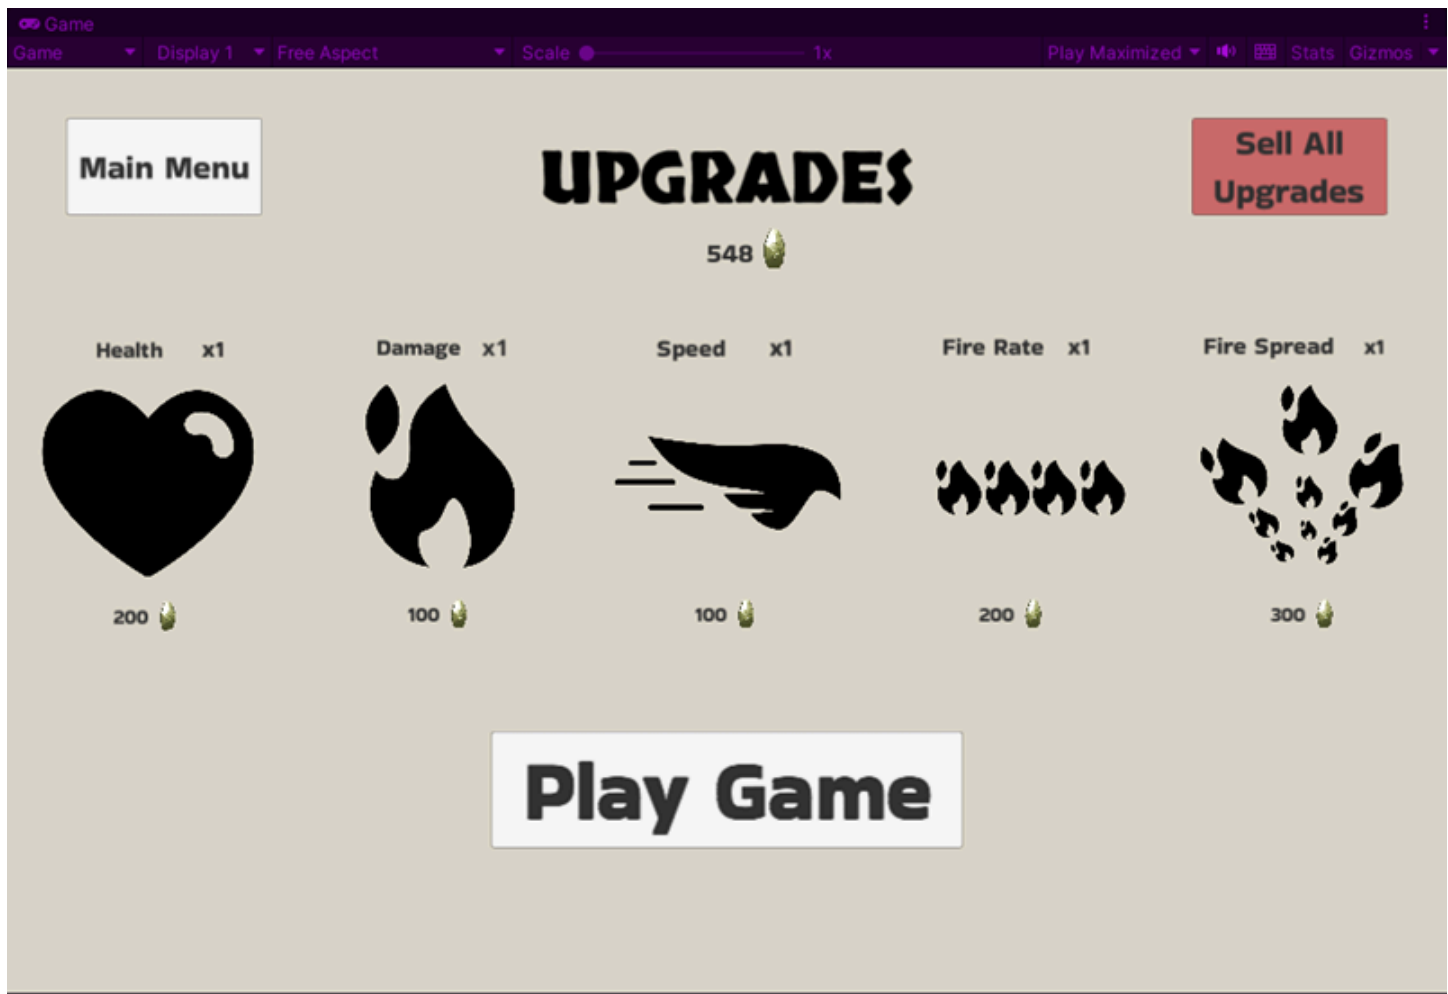 Game
Game Display 1 Free Aspect Scale 1x Play Maximized Stats Gizmos
Main Menu
UPGRADES
Sell All
Upgrades
548
Health x1
Damage x1
Speed x1
Fire Rate x1
Fire Spread x1
200
100
100
200
300
Play Game